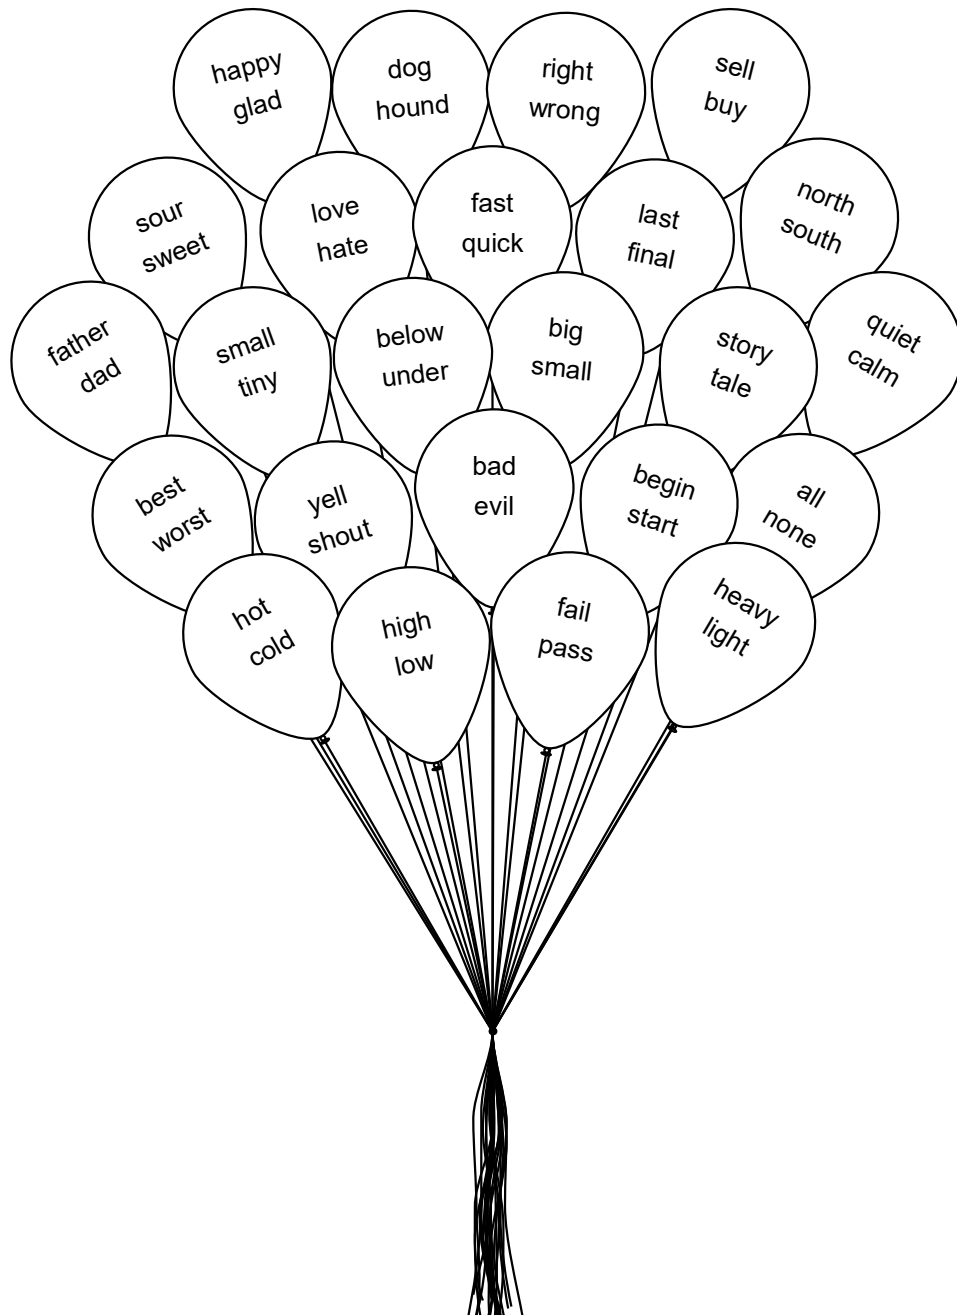 happy
glad
dog
hound
right
wrong
sell
buy
sour
sweet
love
hate
fast
quick
last
final
north
south
father
dad
small
tiny
below
under
big
small
story
tale
quiet
calm
best
worst
yell
shout
bad
evil
begin
start
all
none
hot
cold
high
low
fail
pass
heavy
light